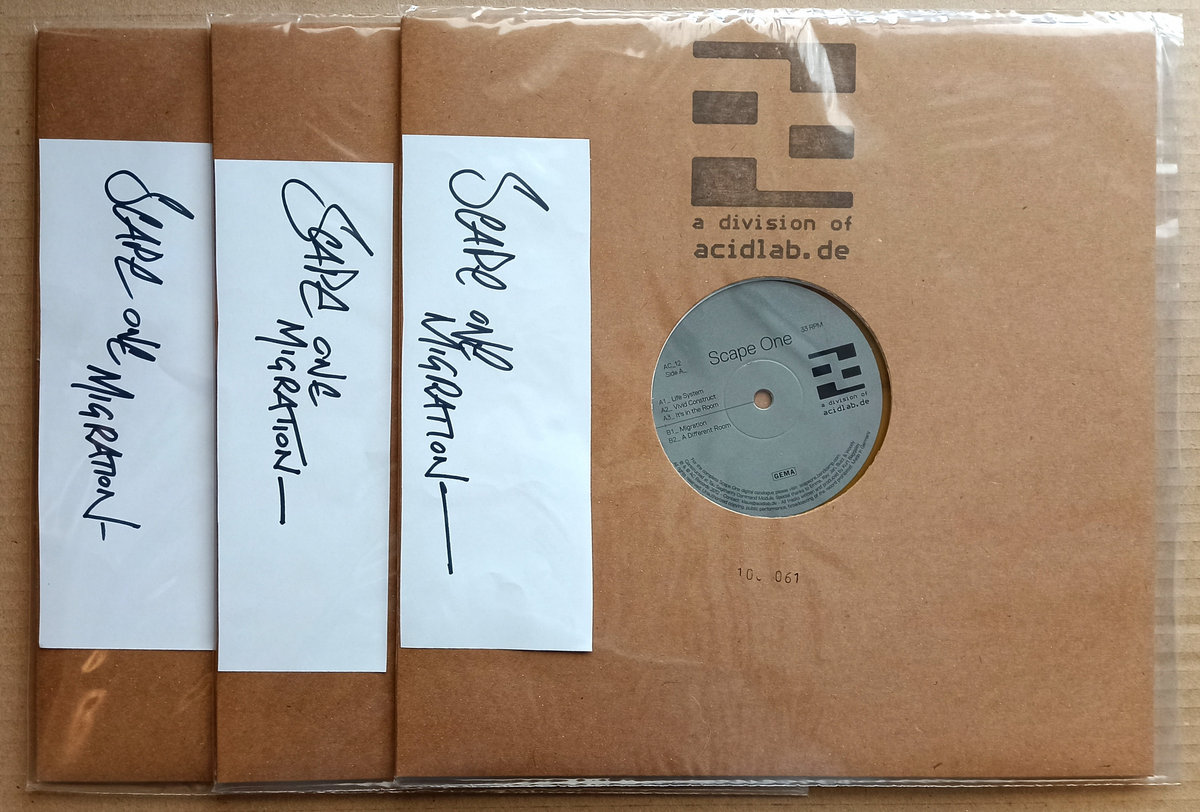 SCAPE ONE MIGRATION
SCAPE ONE
MIGRATION
SCAPE ONE
MIGRATION
a division of
acidlab.de
Scape One
33 RPM
AC_12
Side A_
A1_ Life System
A2_ Vivid Construct
A3_ It's in the Room
B1_ Migration
B2_ A Different Room
a division of
acidlab.de
GEMA
061